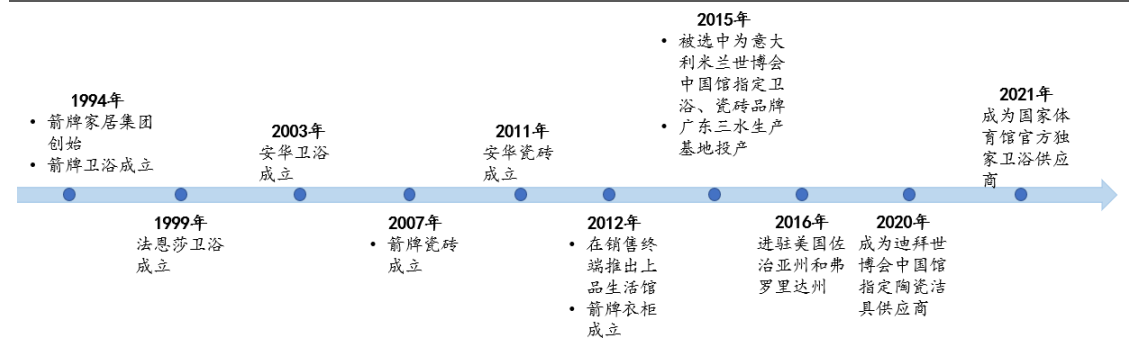 1994年
• 箭牌家居集团
创始
• 箭牌卫浴成立
1999年
法恩莎卫浴
成立
2003年
安华卫浴
成立
2007年
• 箭牌瓷砖
成立
2011年
安华瓷砖
成立
2012年
• 在销售终
端推出上
品生活馆
• 箭牌衣柜
成立
2015年
• 被选中为意大
利米兰世博会
中国馆指定卫
浴、瓷砖品牌
• 广东三水生产
基地投产
2016年
进驻美国佐
治亚州和弗
罗里达州
2020年
成为迪拜世
博会中国馆
指定陶瓷洁
具供应商
2021年
成为国家体
育馆官方独
家卫浴供应
商